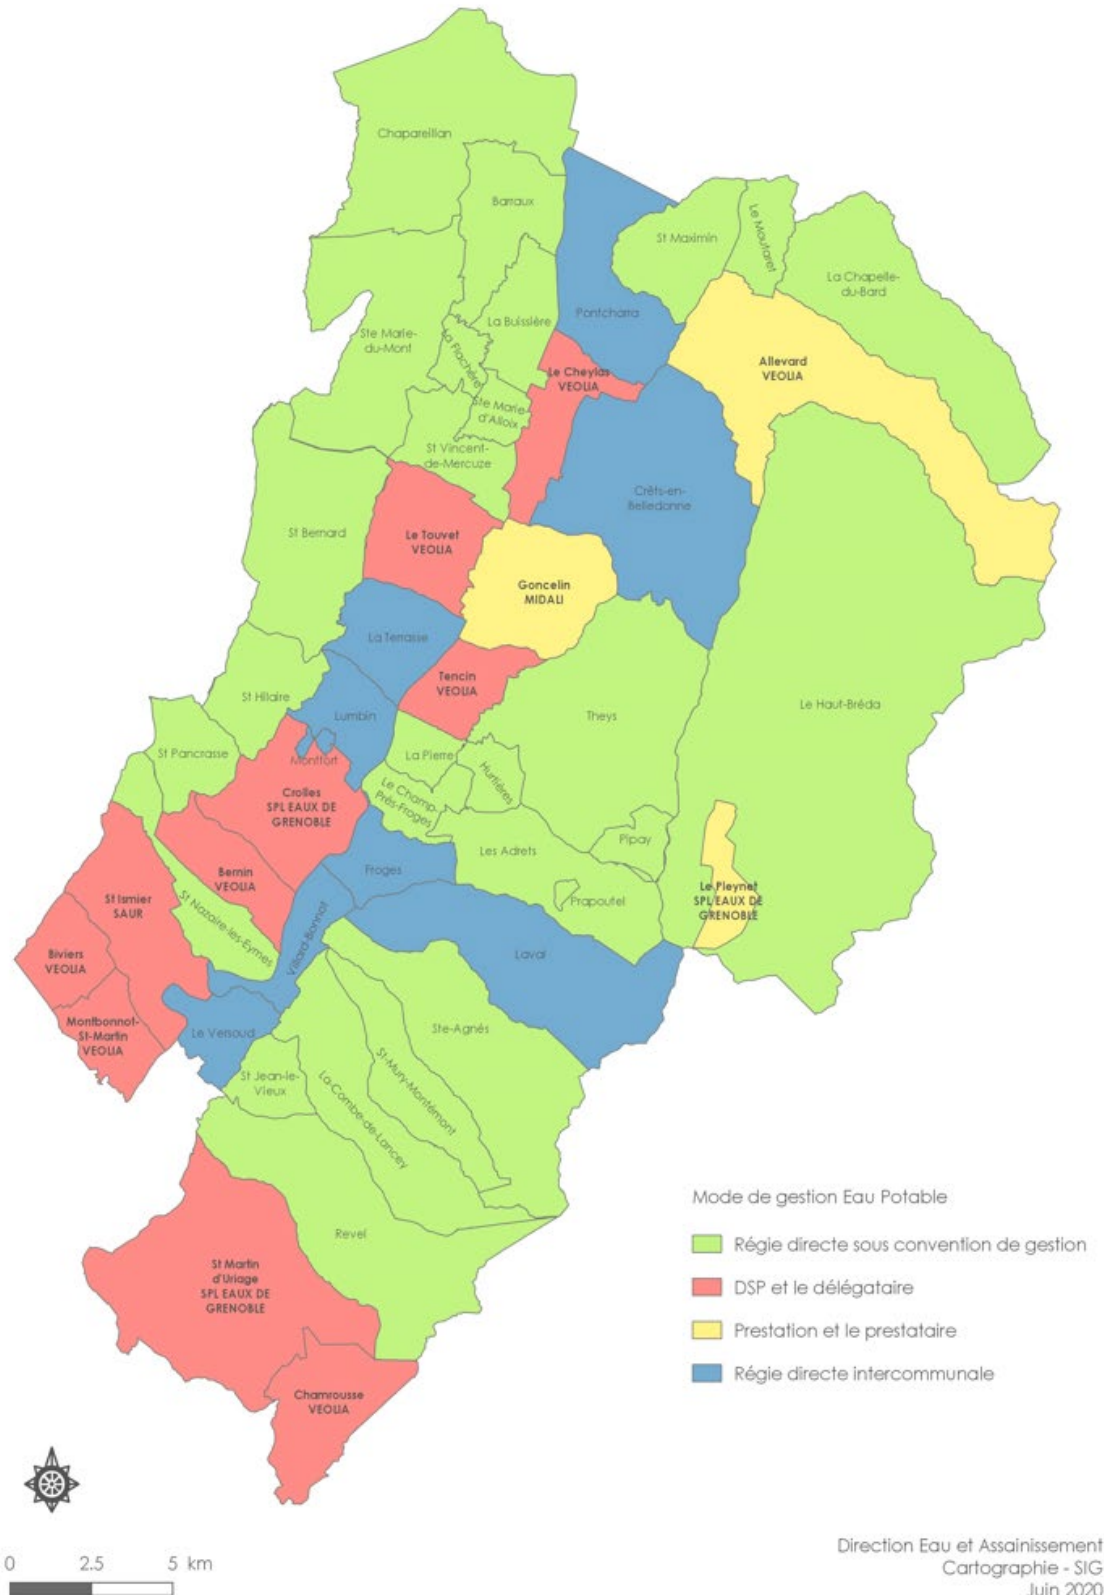 Chapareillan
Barraux
St Maximin
Le Moutaret
La Chapelle-
du-Bard
Pontcharra
La Buissière
Ste Marie-
du-Mont
La Flachère
Le Cheylas
VEOLIA
Allevard
VEOLIA
Ste Marie-
d'Alloix
St Vincent-
de-Mercuze
Crêts-en-
Belledonne
St Bernard
Le Touvet
VEOLIA
Goncelin
MIDALI
La Terrasse
Tencin
VEOLIA
St Hilaire
Lumbin
Theys
Le Haut-Bréda
St Pancrasse
Montfort
La Pierre
Hurtières
Crolles
SPL EAUX DE
GRENOBLE
Le Champ-
Près-Froges
Les Adrets
Pipay
Bernin
VEOLIA
Froges
Prapoutel
Le Pleynet
SPL EAUX DE
GRENOBLE
St Ismier
SAUR
St Nazaire-les-Eymes
Villard-Bonnot
Laval
Biviers
VEOLIA
Montbonnot-
St-Martin
VEOLIA
Le Versoud
Ste-Agnés
St-Mury-Montémont
St Jean-le-
Vieux
La-Combe-de-Lancey
Revel
St Martin
d'Uriage
SPL EAUX DE
GRENOBLE
Chamrousse
VEOLIA
Mode de gestion Eau Potable
Régie directe sous convention de gestion
DSP et le délégataire
Prestation et le prestataire
Régie directe intercommunale
0 2.5 5 km
Direction Eau et Assainissement
Cartographie - SIG
Juin 2020